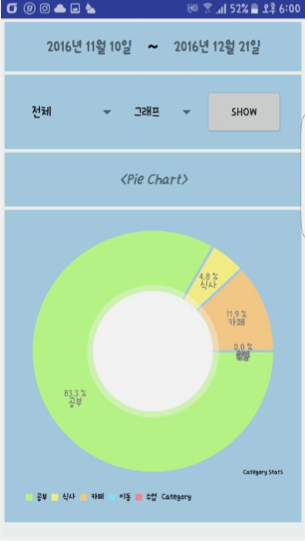 52% 오후 6:00
2016년 11월 10일 ~ 2016년 12월 21일
전체 그래프 SHOW
<Pie Chart>
4.8 %
식사
11.9 %
카페
0.0 %
83.3 %
공부
Category Stats
공부 식사 카페 이동 수업 Category